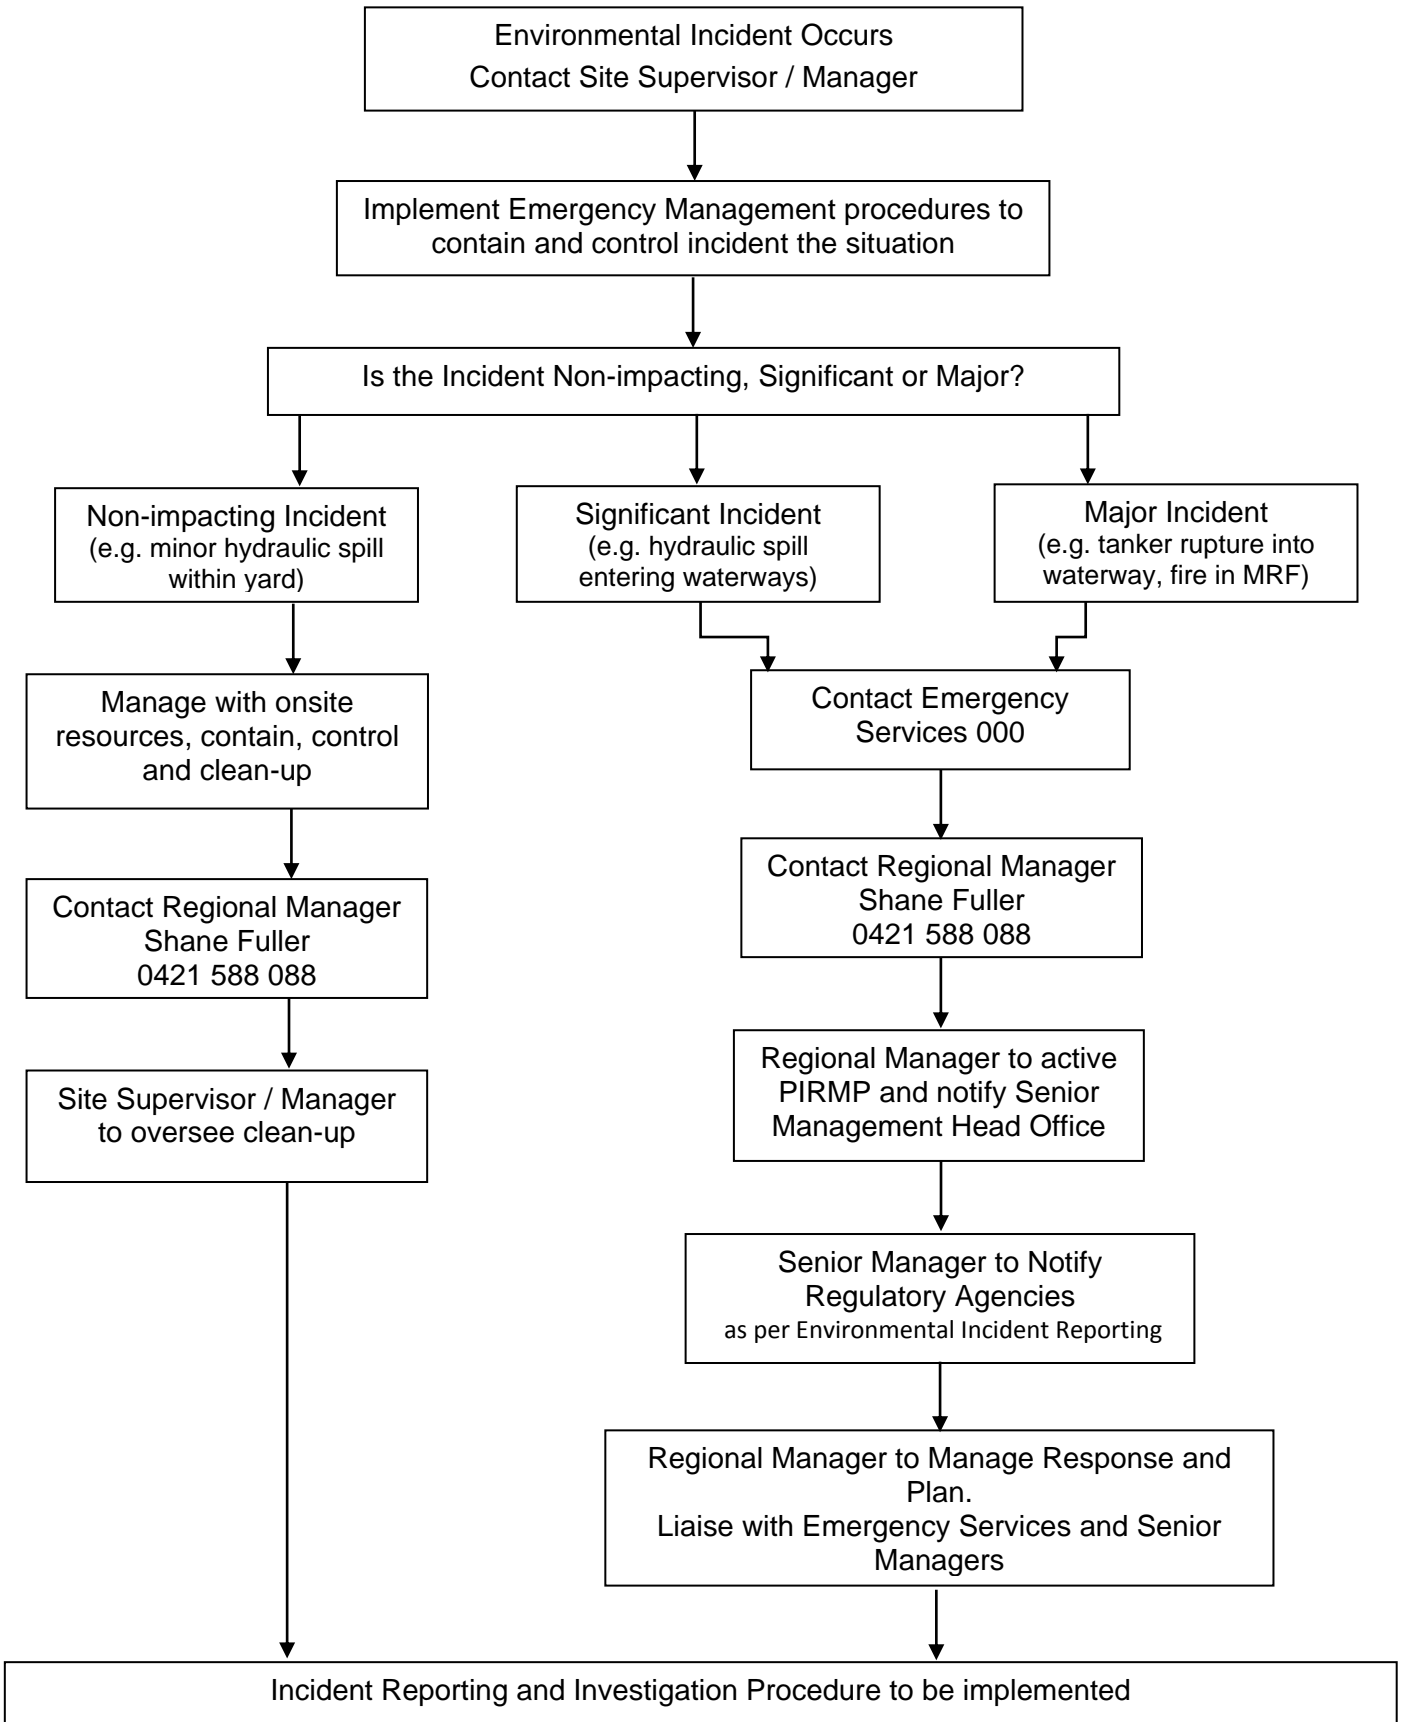 Environmental Incident Occurs
Contact Site Supervisor / Manager
Implement Emergency Management procedures to
contain and control incident the situation
Is the Incident Non-impacting, Significant or Major?
Non-impacting Incident
(e.g. minor hydraulic spill
within yard)
Significant Incident
(e.g. hydraulic spill
entering waterways)
Major Incident
(e.g. tanker rupture into
waterway, fire in MRF)
Manage with onsite
resources, contain, control
and clean-up
Contact Emergency
Services 000
Contact Regional Manager
Shane Fuller
0421 588 088
Contact Regional Manager
Shane Fuller
0421 588 088
Site Supervisor / Manager
to oversee clean-up
Regional Manager to active
PIRMP and notify Senior
Management Head Office
Senior Manager to Notify
Regulatory Agencies
as per Environmental Incident Reporting
Regional Manager to Manage Response and
Plan.
Liaise with Emergency Services and Senior
Managers
Incident Reporting and Investigation Procedure to be implemented